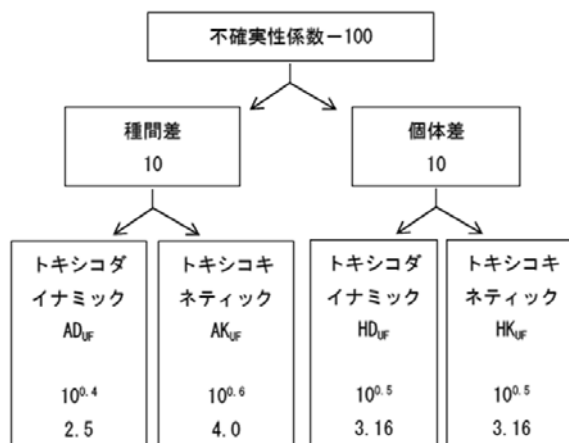 不確実性係数－100
種間差
10
個体差
10
トキシコダ
イナミック
AD_UF
10^0.4
2.5
トキシコキ
ネティック
AK_UF
10^0.6
4.0
トキシコダ
イナミック
HD_UF
10^0.5
3.16
トキシコキ
ネティック
HK_UF
10^0.5
3.16